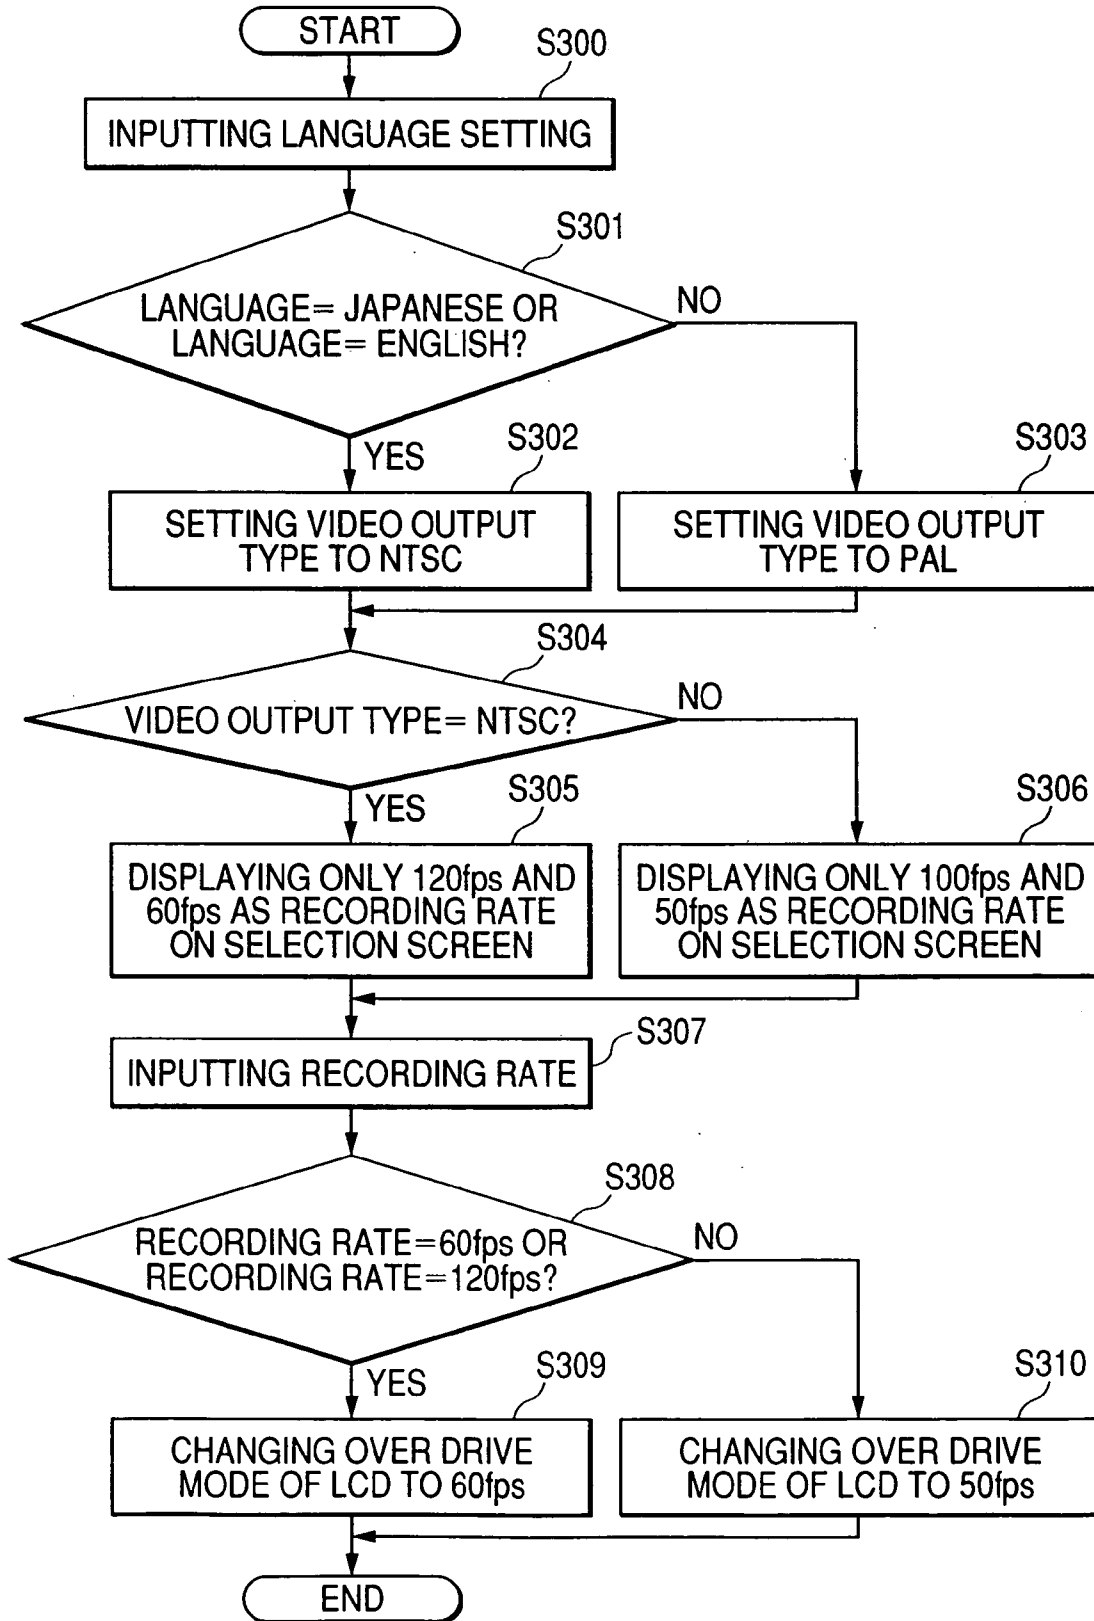 START
S300
INPUTTING LANGUAGE SETTING
S301
LANGUAGE= JAPANESE OR
LANGUAGE= ENGLISH?
NO
YES
S302
SETTING VIDEO OUTPUT
TYPE TO NTSC
S303
SETTING VIDEO OUTPUT
TYPE TO PAL
S304
VIDEO OUTPUT TYPE= NTSC?
NO
YES
S305
DISPLAYING ONLY 120fps AND
60fps AS RECORDING RATE
ON SELECTION SCREEN
S306
DISPLAYING ONLY 100fps AND
50fps AS RECORDING RATE
ON SELECTION SCREEN
S307
INPUTTING RECORDING RATE
S308
RECORDING RATE=60fps OR
RECORDING RATE=120fps?
NO
YES
S309
CHANGING OVER DRIVE
MODE OF LCD TO 60fps
S310
CHANGING OVER DRIVE
MODE OF LCD TO 50fps
END